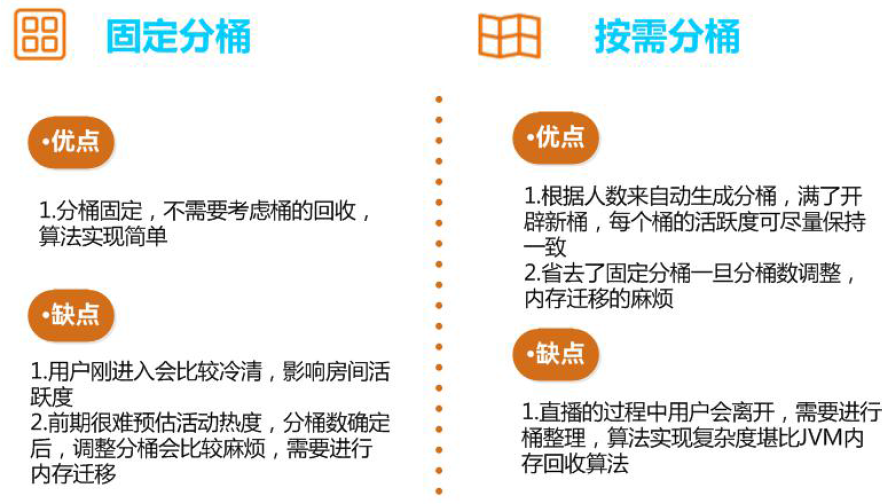 固定分桶
•优点
1.分桶固定，不需要考虑桶的回收，
算法实现简单
•缺点
1.用户刚进入会比较冷清，影响房间活
跃度
2.前期很难预估活动热度，分桶数确定
后，调整分桶会比较麻烦，需要进行
内存迁移
按需分桶
•优点
1.根据人数来自动生成分桶，满了开
辟新桶，每个桶的活跃度可尽量保持
一致
2.省去了固定分桶一旦分桶数调整，
内存迁移的麻烦
•缺点
1.直播的过程中用户会离开，需要进行
桶整理，算法实现复杂度堪比JVM内
存回收算法